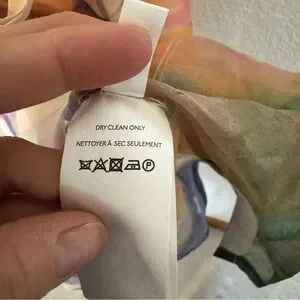 DRY CLEAN ONLY
NETTOYER À SEC SEULEMENT
P